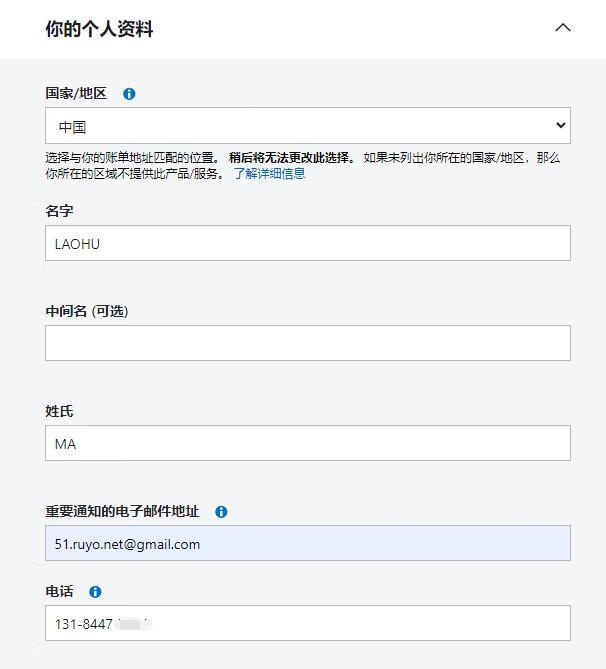 你的个人资料
国家/地区
中国
选择与你的账单地址匹配的位置。 稍后将无法更改此选择。 如果未列出你所在的国家/地区，那么
你所在的区域不提供此产品/服务。 了解详细信息
名字
LAOHU
中间名 (可选)
姓氏
MA
重要通知的电子邮件地址
51.ruyo.net@gmail.com
电话
131-8447